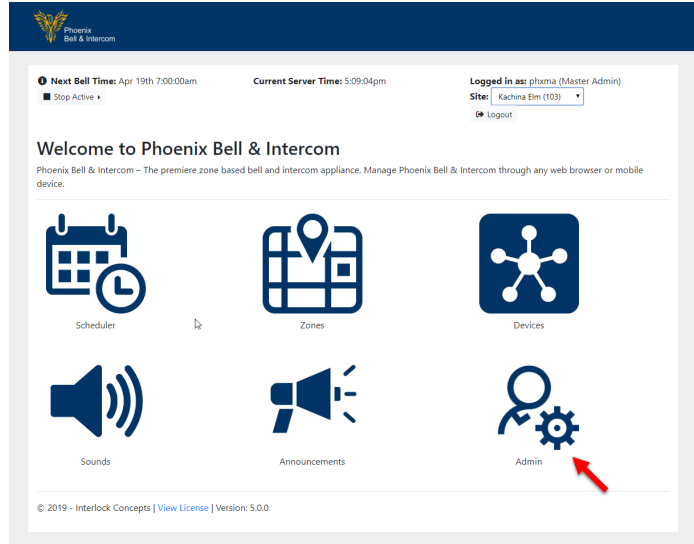 Phoenix
Bell & Intercom
Next Bell Time: Apr 19th 7:00:00am
Stop Active
Current Server Time: 5:09:04pm
Logged in as: phxma (Master Admin)
Site: Kachina Elm (103)
Logout
Welcome to Phoenix Bell & Intercom
Phoenix Bell & Intercom – The premiere zone based bell and intercom appliance. Manage Phoenix Bell & Intercom through any web browser or mobile
device.
Scheduler
Zones
Devices
Sounds
Announcements
Admin
© 2019 - Interlock Concepts | View License | Version: 5.0.0